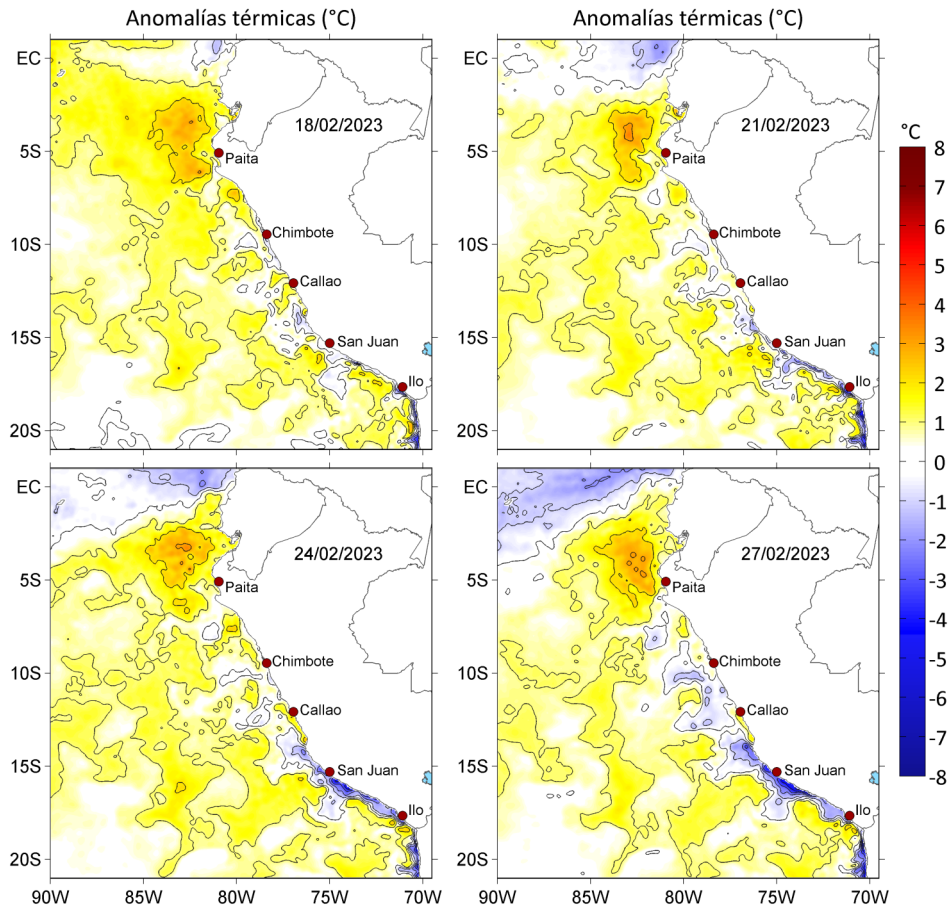 Anomalías térmicas (°C)
Anomalías térmicas (°C)
EC
5S
10S
15S
20S
18/02/2023
Paita
Chimbote
Callao
San Juan
Ilo
EC
5S
10S
15S
20S
21/02/2023
Paita
Chimbote
Callao
San Juan
Ilo
EC
5S
10S
15S
20S
24/02/2023
Paita
Chimbote
Callao
San Juan
Ilo
90W 85W 80W 75W 70W
EC
5S
10S
15S
20S
27/02/2023
Paita
Chimbote
Callao
San Juan
Ilo
90W 85W 80W 75W 70W
°C
8
7
6
5
4
3
2
1
0
-1
-2
-3
-4
-5
-6
-7
-8